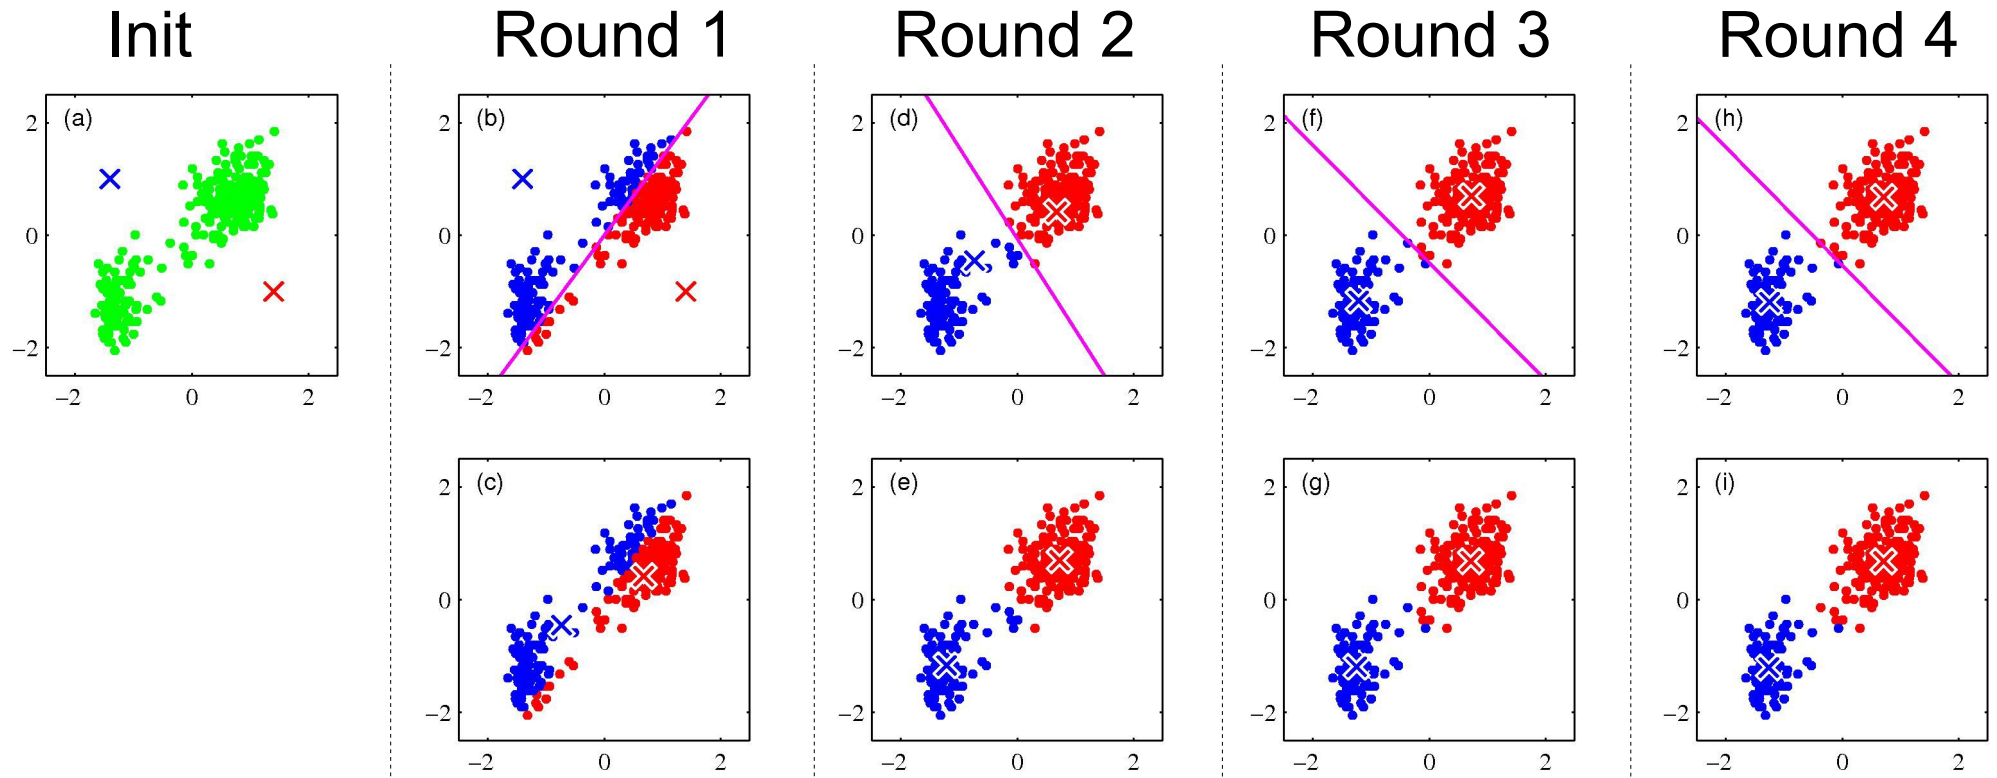 Init Round 1 Round 2 Round 3 Round 4
(a) (b) (d) (f) (h)
2 2 2 2 2
0 0 0 0 0
−2 −2 −2 −2 −2
−2 0 2 −2 0 2 −2 0 2 −2 0 2 −2 0 2
(c) (e) (g) (i)
2 2 2 2
0 0 0 0
−2 −2 −2 −2
−2 0 2 −2 0 2 −2 0 2 −2 0 2